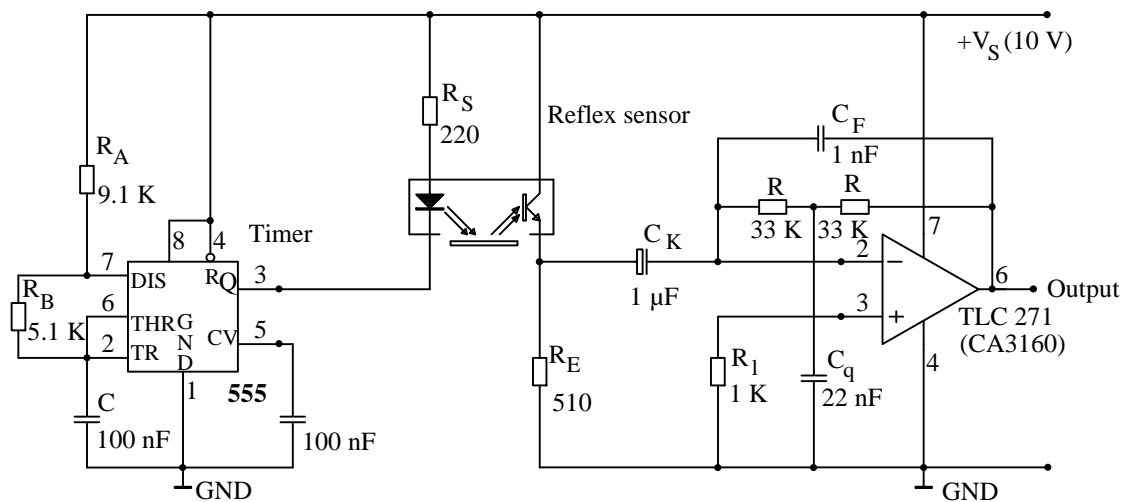 +V_S (10 V)
R_S
220
Reflex sensor
C_F
1 nF
R_A
9.1 K
R
33 K
R
33 K
8
4
Timer
7
7
DIS
R
Q
3
C_K
1 µF
2
−
6
Output
R_B
5.1 K
6
THR
G
N
D
CV
5
3
+
TLC 271
(CA3160)
2
TR
1
555
R_E
510
R_1
1 K
C_q
22 nF
4
C
100 nF
100 nF
GND
GND